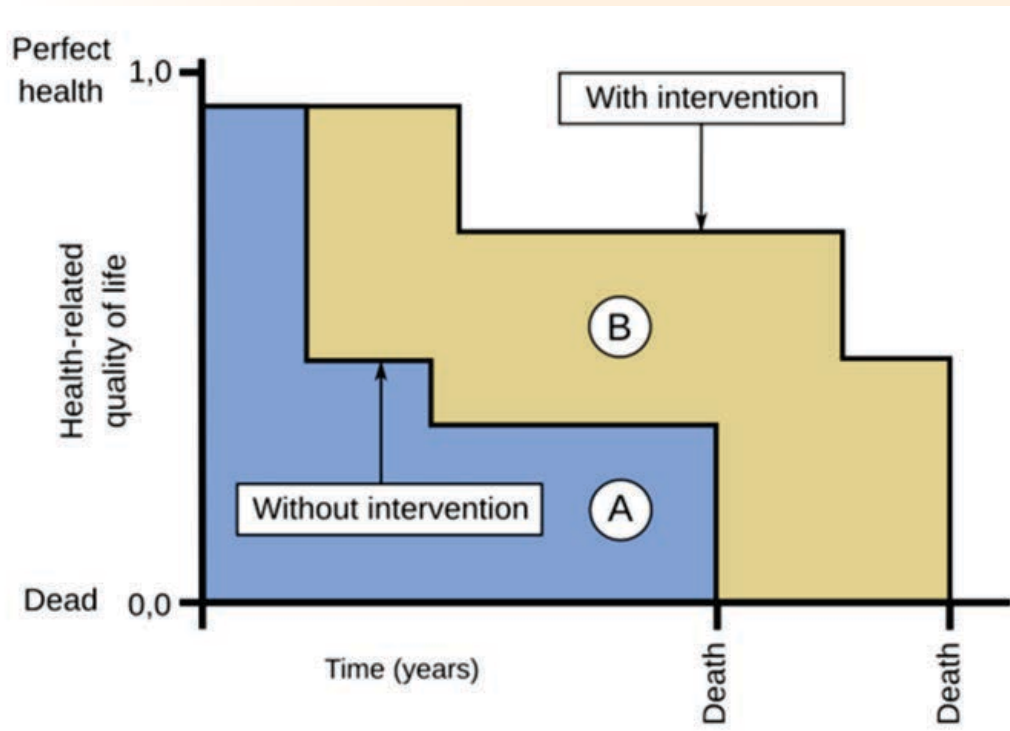 Perfect
health
1,0
With intervention
Health-related
quality of life
B
Without intervention
A
Dead
0,0
Time (years)
Death
Death